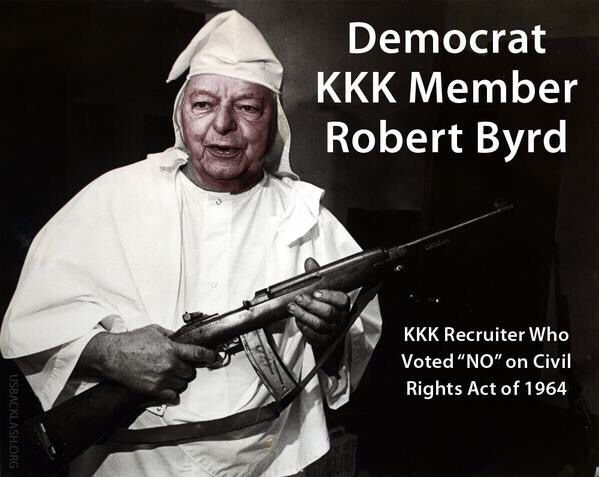 Democrat
KKK Member
Robert Byrd
KKK Recruiter Who
Voted “NO” on Civil
Rights Act of 1964
USBACKLASH.ORG